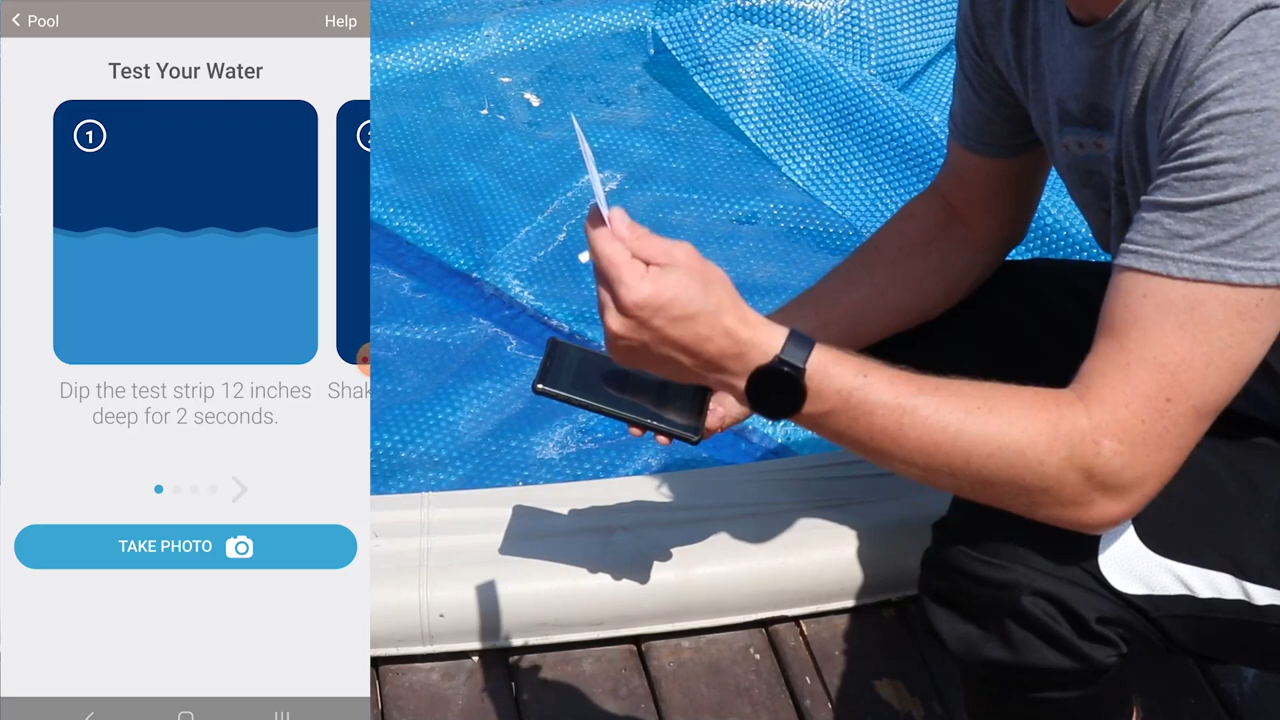 Pool
Help
Test Your Water
1
Dip the test strip 12 inches
deep for 2 seconds.
TAKE PHOTO